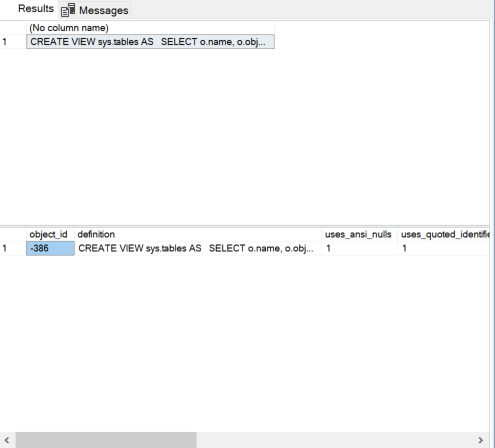 Results Messages
(No column name)
1 CREATE VIEW sys.tables AS SELECT o.name, o.obj...
object_id definition uses_ansi_nulls uses_quoted_identifie
1 -386 CREATE VIEW sys.tables AS SELECT o.name, o.obj... 1 1